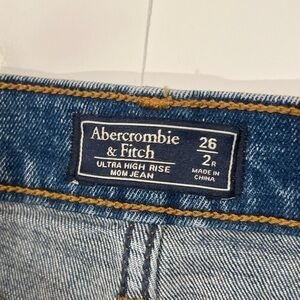 Abercrombie
& Fitch
ULTRA HIGH RISE
MOM JEAN
26
2R
MADE IN
CHINA